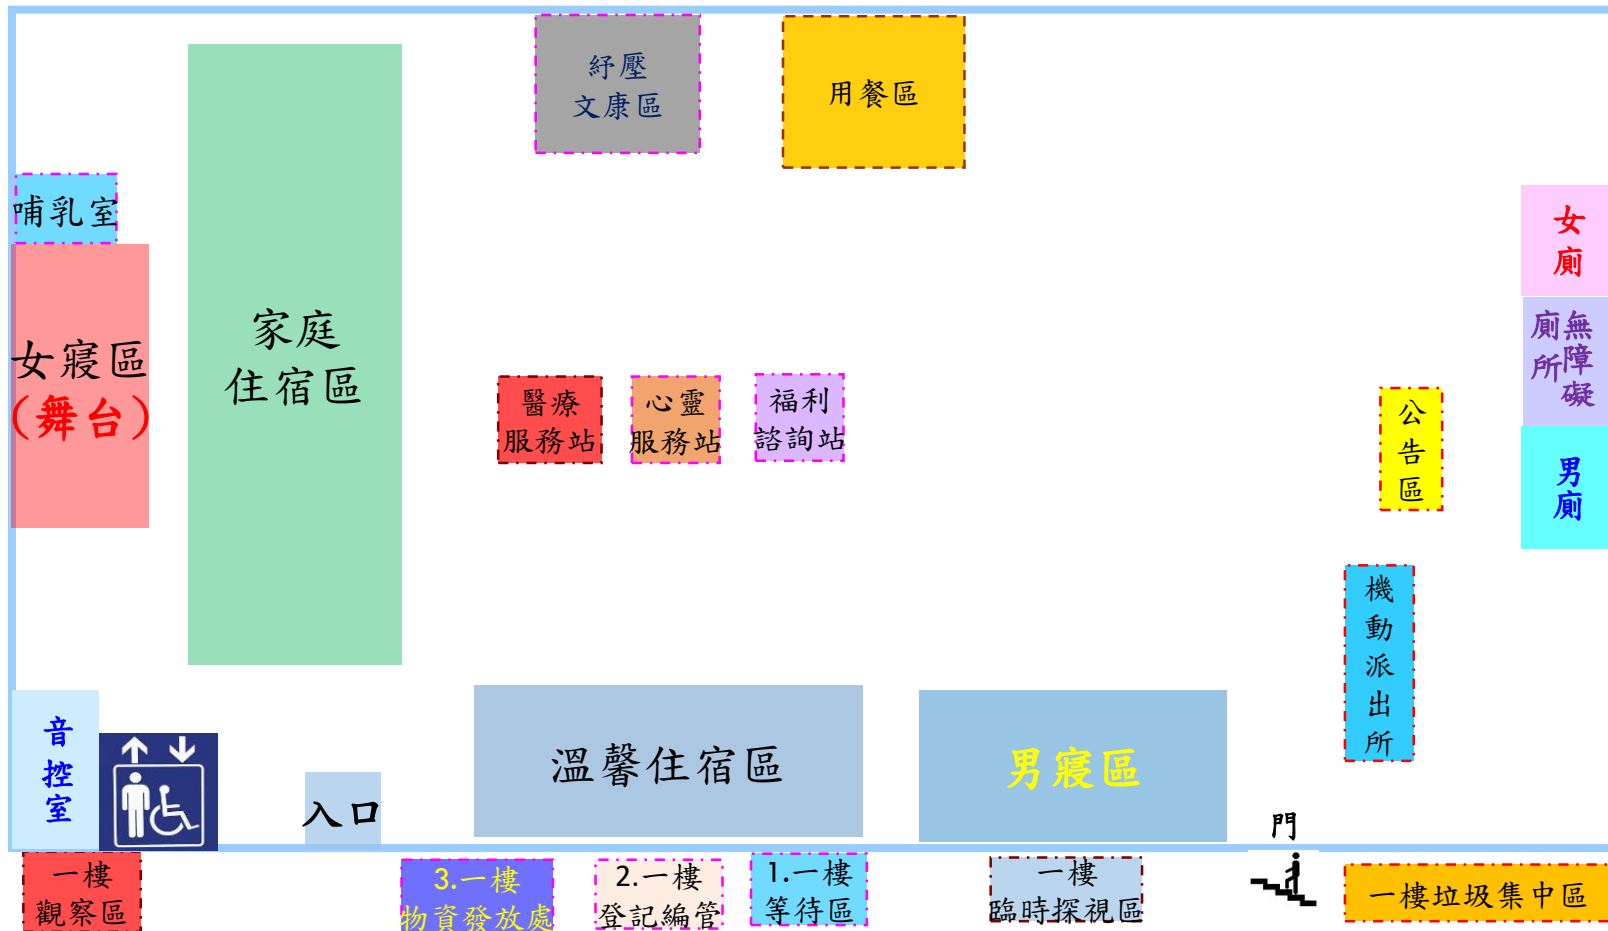 紓壓
文康區
用餐區
哺乳室
女寢區
(舞台)
家庭
住宿區
醫療
服務站
心靈
服務站
福利
諮詢站
女廁
無障礙
廁所
男廁
公告區
機動派出所
音控室
入口
溫馨住宿區
男寢區
門
一樓
觀察區
3.一樓
物資發放處
2.一樓
登記編管
1.一樓
等待區
一樓
臨時探視區
一樓垃圾集中區